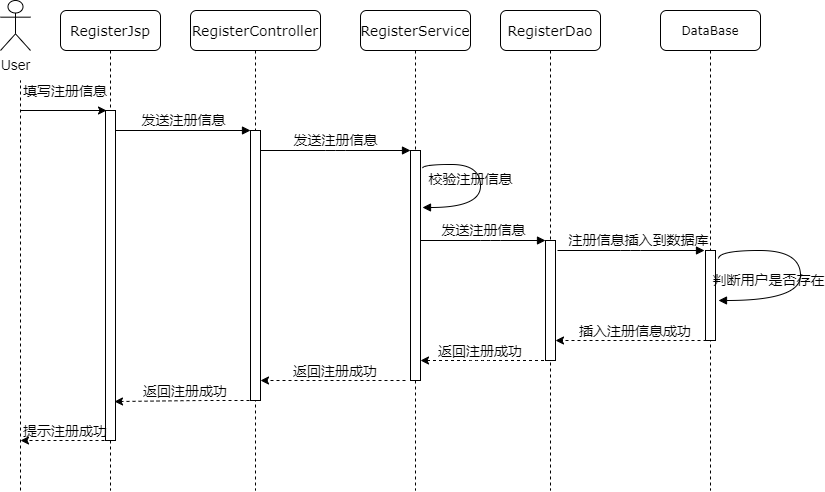 RegisterJsp
RegisterController
RegisterService
RegisterDao
DataBase
User
填写注册信息
发送注册信息
发送注册信息
校验注册信息
发送注册信息
注册信息插入到数据库
判断用户是否存在
插入注册信息成功
返回注册成功
返回注册成功
返回注册成功
提示注册成功